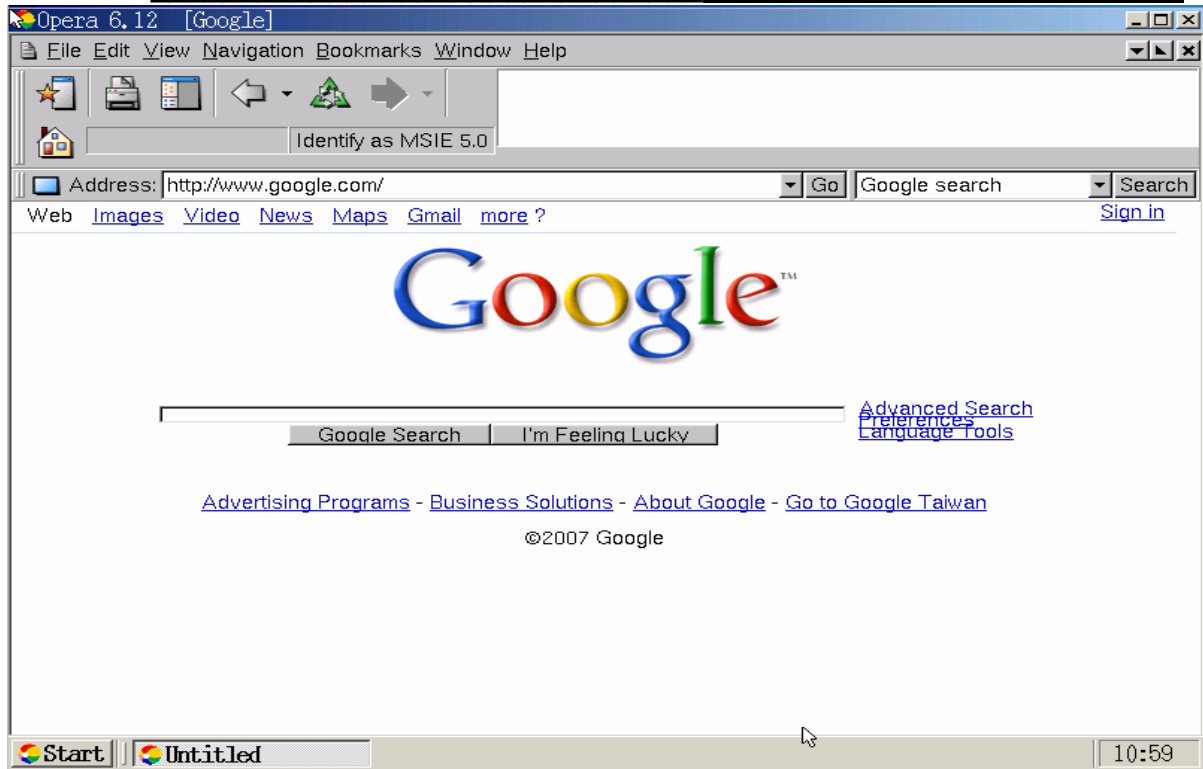 Opera 6.12 [Google]
File Edit View Navigation Bookmarks Window Help
Identify as MSIE 5.0
Address: http://www.google.com/ Go Google search Search
Web Images Video News Maps Gmail more ? Sign in
Google™
Advanced Search
Preferences
Google Search I'm Feeling Lucky Language Tools
Advertising Programs - Business Solutions - About Google - Go to Google Taiwan
©2007 Google
Start Untitled 10:59